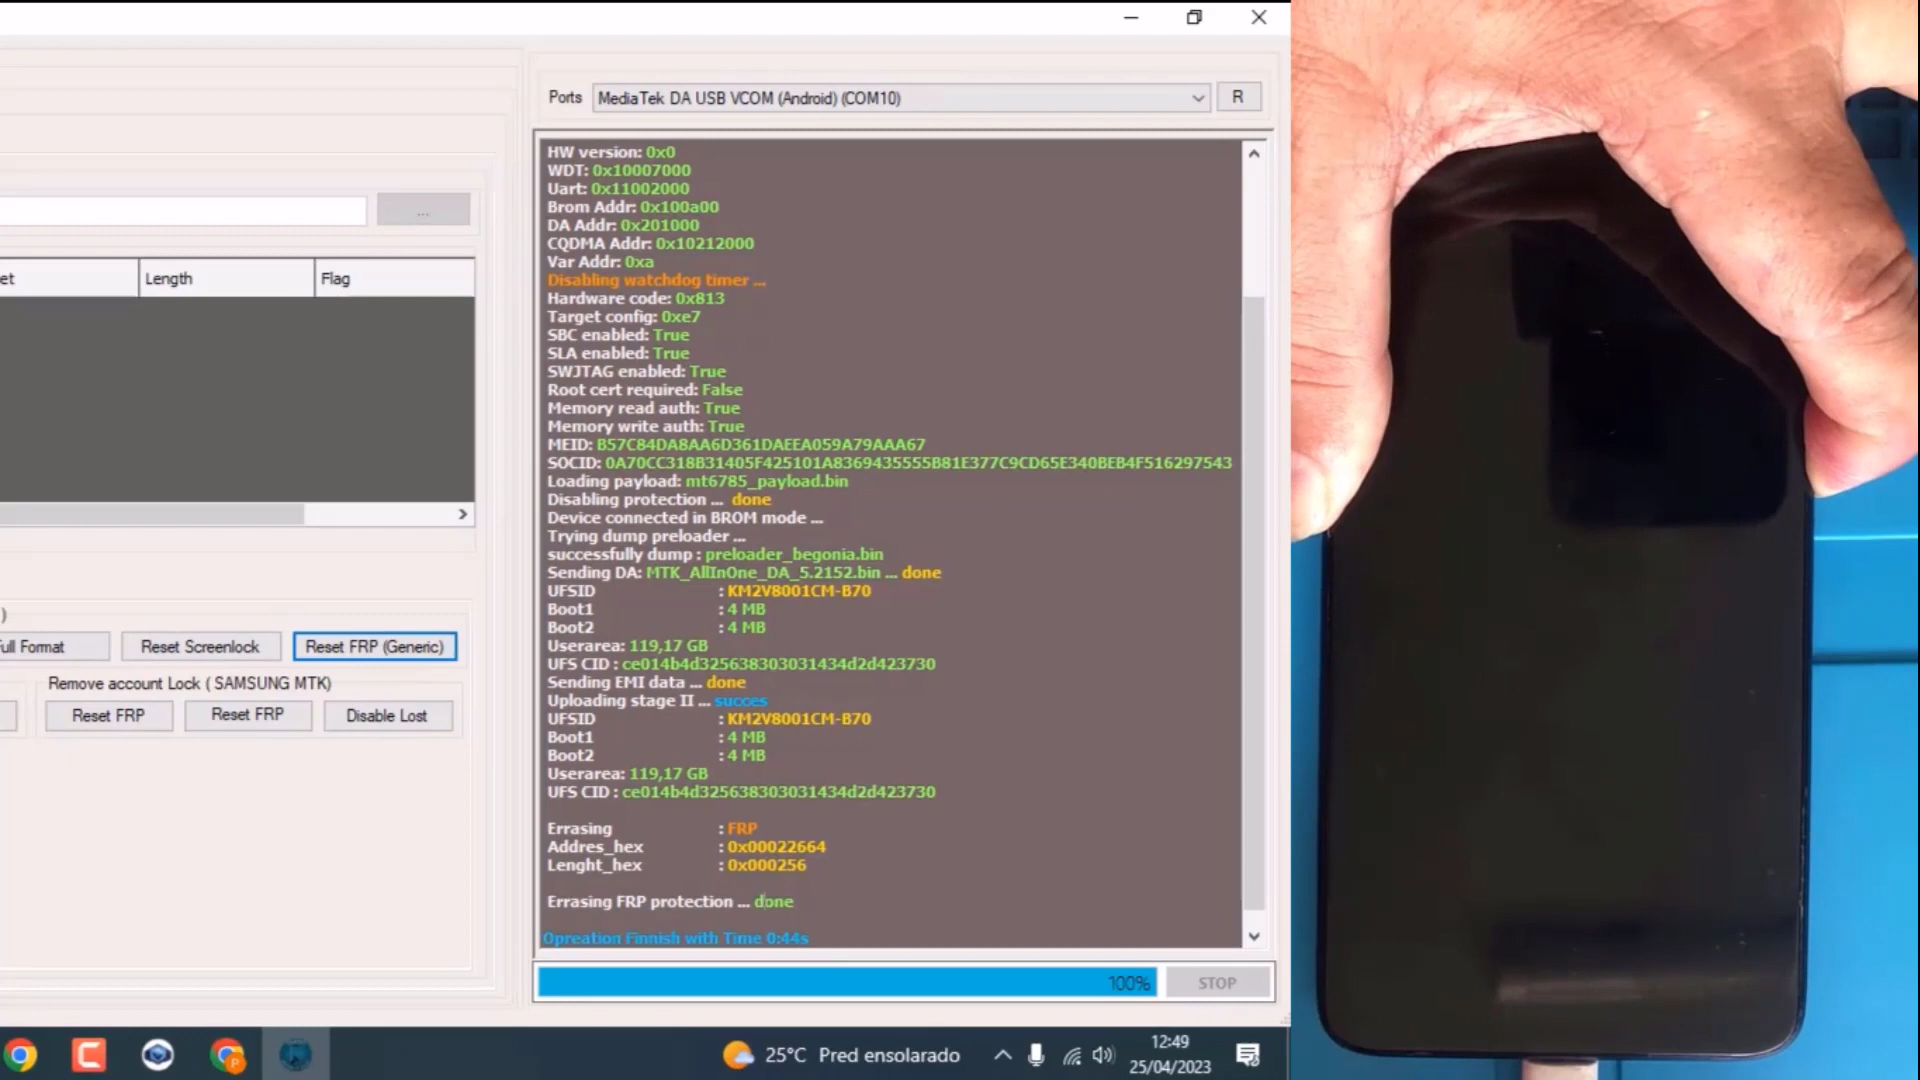 Ports MediaTek DA USB VCOM (Android) (COM10) R
HW version: 0x0
WDT: 0x10007000
Uart: 0x11002000
Brom Addr: 0x100a00
DA Addr: 0x201000
CQDMA Addr: 0x10212000
Var Addr: 0xa
Disabling watchdog timer ...
Hardware code: 0x813
Target config: 0xe7
SBC enabled: True
SLA enabled: True
SWJTAG enabled: True
Root cert required: False
Memory read auth: True
Memory write auth: True
MEID: B57C84DA8AA6D361DAEEA059A79AAA67
SOCID: 0A70CC318B31405F425101A8369435555B81E377C9CD65E340BEB4F516297543
Loading payload: mt6785_payload.bin
Disabling protection ... done
Device connected in BROM mode ...
Trying dump preloader ...
successfully dump : preloader_begonia.bin
Sending DA: MTK_AllInOne_DA_5.2152.bin ... done
UFSID : KM2V8001CM-B70
Boot1 : 4 MB
Boot2 : 4 MB
Userarea: 119,17 GB
UFS CID : ce014b4d325638303031434d2d423730
Sending EMI data ... done
Uploading stage II ... succes
UFSID : KM2V8001CM-B70
Boot1 : 4 MB
Boot2 : 4 MB
Userarea: 119,17 GB
UFS CID : ce014b4d325638303031434d2d423730
Errasing : FRP
Addres_hex : 0x00022664
Lenght_hex : 0x000256
Errasing FRP protection ... done
Opreation Finnish with Time 0:44s
100% STOP
...
et Length Flag
)
ull Format Reset Screenlock Reset FRP (Generic)
Remove account Lock ( SAMSUNG MTK)
Reset FRP Reset FRP Disable Lost
25°C Pred ensolarado
12:49
25/04/2023